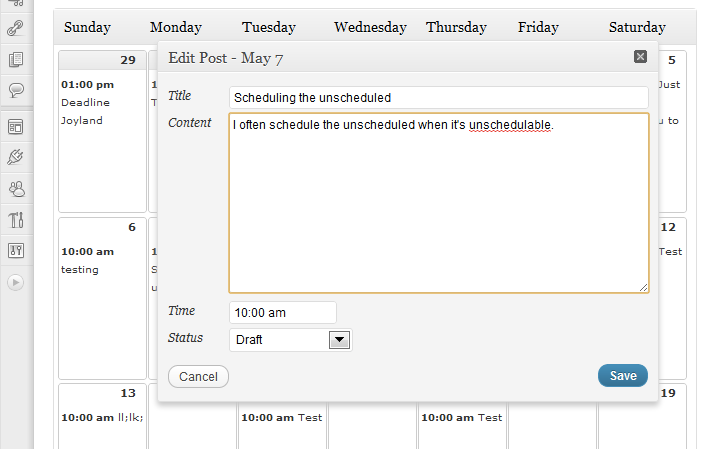 Sunday Monday Tuesday Wednesday Thursday Friday Saturday
Edit Post - May 7
29
5
01:00 pm
Deadline
Joyland
1
T
Just
u to
Title
Scheduling the unscheduled
Content
I often schedule the unscheduled when it's unschedulable.
6
12
10:00 am
testing
1
S
u
Test
Time
10:00 am
Status
Draft
Cancel
Save
13
19
10:00 am ll;lk;
10:00 am Test
10:00 am Test